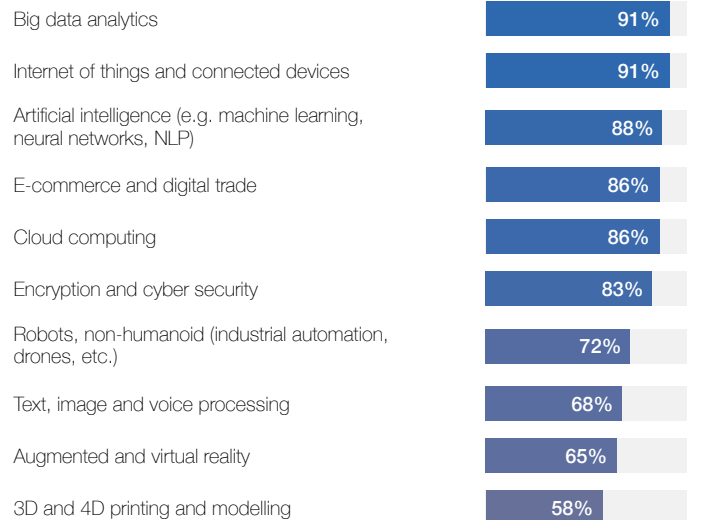 Big data analytics 91%
Internet of things and connected devices 91%
Artificial intelligence (e.g. machine learning,
neural networks, NLP) 88%
E-commerce and digital trade 86%
Cloud computing 86%
Encryption and cyber security 83%
Robots, non-humanoid (industrial automation,
drones, etc.) 72%
Text, image and voice processing 68%
Augmented and virtual reality 65%
3D and 4D printing and modelling 58%